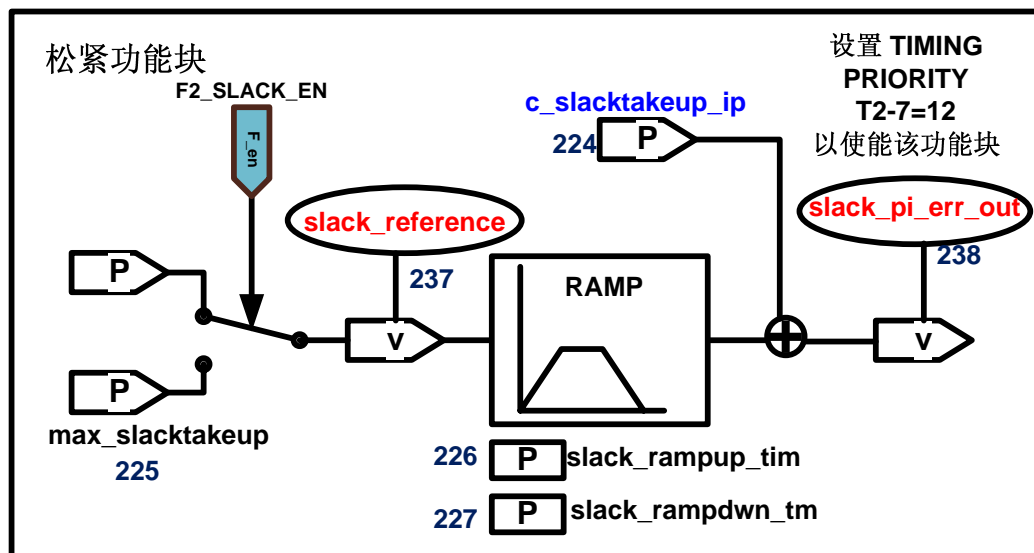 松紧功能块
设置 TIMING
PRIORITY
T2-7=12
以使能该功能块
F2_SLACK_EN
F_en
c_slacktakeup_ip
224
P
slack_reference
237
slack_pi_err_out
238
P
RAMP
V
V
P
max_slacktakeup
225
226
P
slack_rampup_tim
227
P
slack_rampdwn_tm